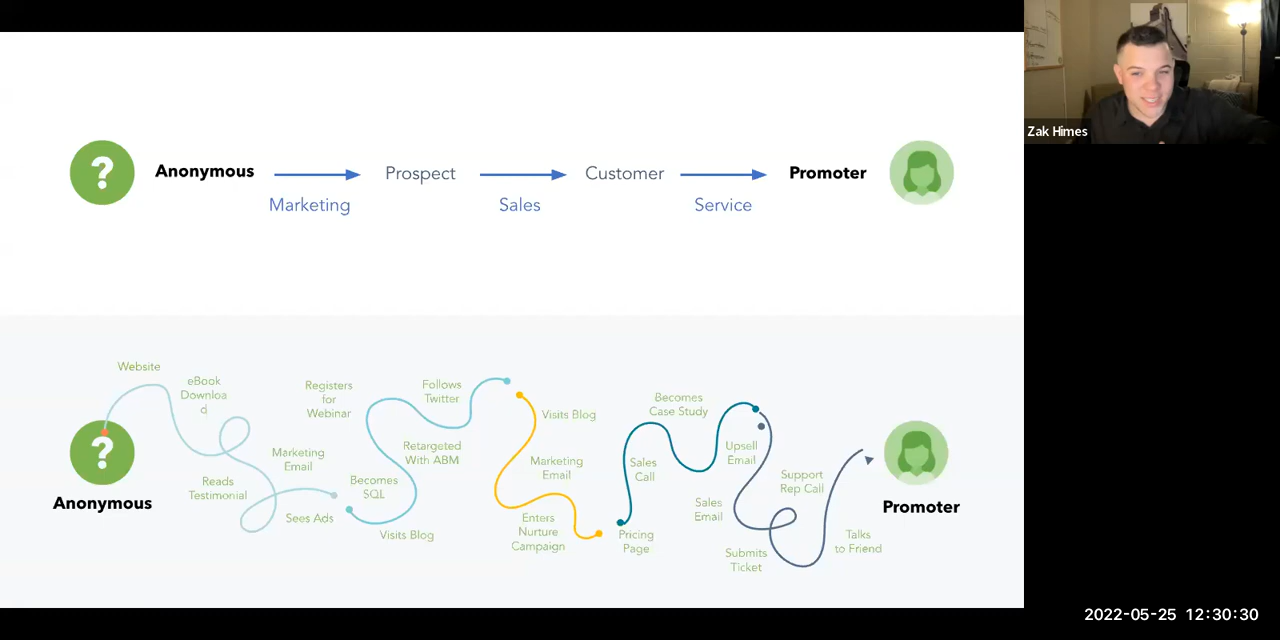 ?
Anonymous
Prospect
Customer
Promoter
Marketing
Sales
Service
Zak Himes
Website
eBook
Downloa
d
Registers
for
Webinar
Follows
Twitter
Visits Blog
Becomes
Case Study
?
Anonymous
Marketing
Email
Reads
Testimonial
Sees Ads
Becomes
SQL
Retargeted
With ABM
Visits Blog
Marketing
Email
Enters
Nurture
Campaign
Sales
Call
Pricing
Page
Upsell
Email
Sales
Email
Support
Rep Call
Submits
Ticket
Talks
to Friend
Promoter
2022-05-25 12:30:30